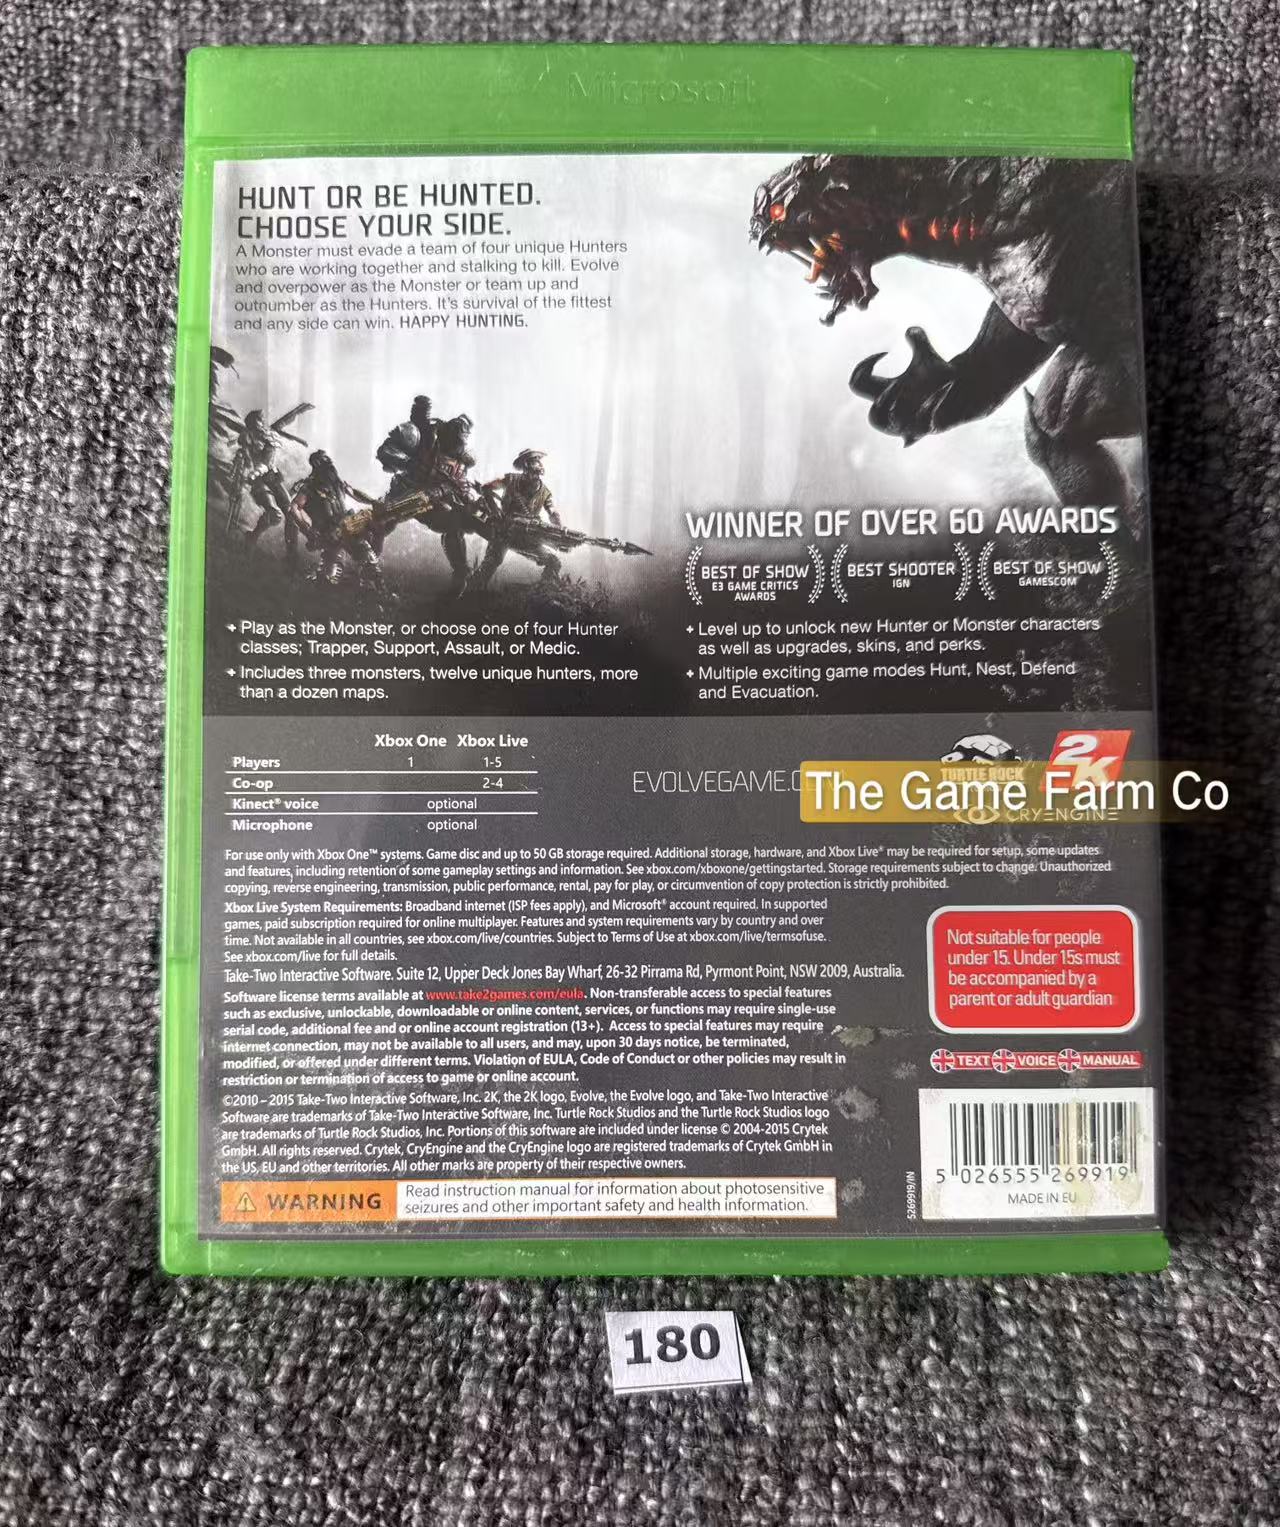 Microsoft
HUNT OR BE HUNTED.
CHOOSE YOUR SIDE.
A Monster must evade a team of four unique Hunters
who are working together and stalking to kill. Evolve
and overpower as the Monster or team up and
outnumber as the Hunters. It's survival of the fittest
and any side can win. HAPPY HUNTING.
WINNER OF OVER 60 AWARDS
BEST OF SHOW
E3 GAME CRITICS
AWARDS
BEST SHOOTER
IGN
BEST OF SHOW
GAMESCOM
+ Play as the Monster, or choose one of four Hunter
classes; Trapper, Support, Assault, or Medic.
+ Includes three monsters, twelve unique hunters, more
than a dozen maps.
+ Level up to unlock new Hunter or Monster characters
as well as upgrades, skins, and perks.
+ Multiple exciting game modes Hunt, Nest, Defend
and Evacuation.
Xbox One Xbox Live
Players 1 1-5
Co-op 2-4
Kinect® voice optional
Microphone optional
EVOLVEGAME.C
TURTLE ROCK
2K
The Game Farm Co
CRYENGINE
For use only with Xbox One™ systems. Game disc and up to 50 GB storage required. Additional storage, hardware, and Xbox Live® may be required for setup, some updates
and features, including retention of some gameplay settings and information. See xbox.com/xboxone/gettingstarted. Storage requirements subject to change. Unauthorized
copying, reverse engineering, transmission, public performance, rental, pay for play, or circumvention of copy protection is strictly prohibited.
Xbox Live System Requirements: Broadband internet (ISP fees apply), and Microsoft® account required. In supported
games, paid subscription required for online multiplayer. Features and system requirements vary by country and over
time. Not available in all countries, see xbox.com/live/countries. Subject to Terms of Use at xbox.com/live/termsofuse.
See xbox.com/live for full details.
Take-Two Interactive Software. Suite 12, Upper Deck Jones Bay Wharf, 26-32 Pirrama Rd, Pyrmont Point, NSW 2009, Australia.
Software license terms available at www.take2games.com/eula. Non-transferable access to special features
such as exclusive, unlockable, downloadable or online content, services, or functions may require single-use
serial code, additional fee and or online account registration (13+). Access to special features may require
internet connection, may not be available to all users, and may, upon 30 days notice, be terminated,
modified, or offered under different terms. Violation of EULA, Code of Conduct or other policies may result in
restriction or termination of access to game or online account.
©2010 – 2015 Take-Two Interactive Software, Inc. 2K, the 2K logo, Evolve, the Evolve logo, and Take-Two Interactive
Software are trademarks of Take-Two Interactive Software, Inc. Turtle Rock Studios and the Turtle Rock Studios logo
are trademarks of Turtle Rock Studios, Inc. Portions of this software are included under license © 2004-2015 Crytek
GmbH. All rights reserved. Crytek, CryEngine and the CryEngine logo are registered trademarks of Crytek GmbH in
the US, EU and other territories. All other marks are property of their respective owners.
Not suitable for people
under 15. Under 15s must
be accompanied by a
parent or adult guardian
TEXT VOICE MANUAL
WARNING
Read instruction manual for information about photosensitive
seizures and other important safety and health information.
5269919/IN
5 026555 269919
MADE IN EU
180